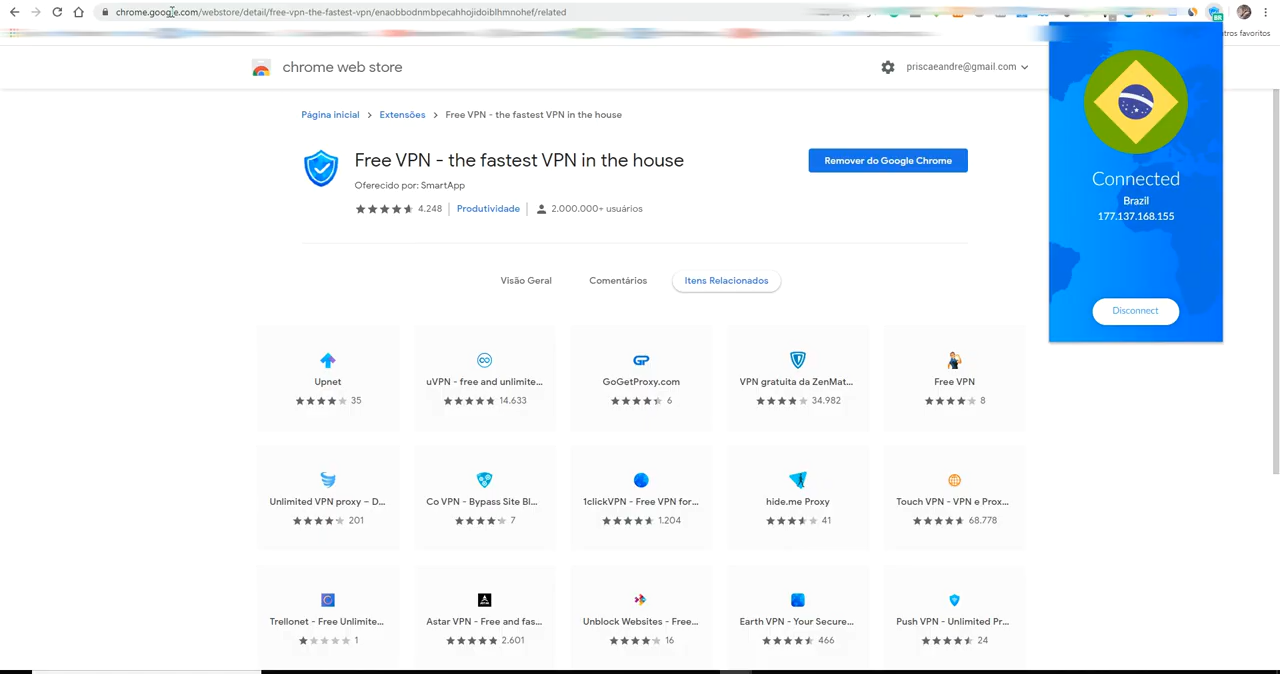 chrome.google.com/webstore/detail/free-vpn-the-fastest-vpn/enaobbodnmbpecahhojidoiblhmnohef/related
BR
tros favoritos
chrome web store
priscaeandre@gmail.com
Página inicial > Extensões > Free VPN - the fastest VPN in the house
Free VPN - the fastest VPN in the house
Remover do Google Chrome
Oferecido por: SmartApp
4.248 | Produtividade | 2.000.000+ usuários
Connected
Brazil
177.137.168.155
Disconnect
Visão Geral Comentários Itens Relacionados
Upnet
35
uVPN - free and unlimite...
14.633
GoGetProxy.com
6
VPN gratuita da ZenMat...
34.982
Free VPN
8
Unlimited VPN proxy – D...
201
Co VPN - Bypass Site Bl...
7
1clickVPN - Free VPN for...
1.204
hide.me Proxy
41
Touch VPN - VPN e Prox...
68.778
Trellonet - Free Unlimite...
1
Astar VPN - Free and fas...
2.601
Unblock Websites - Free...
16
Earth VPN - Your Secure...
466
Push VPN - Unlimited Pr...
24